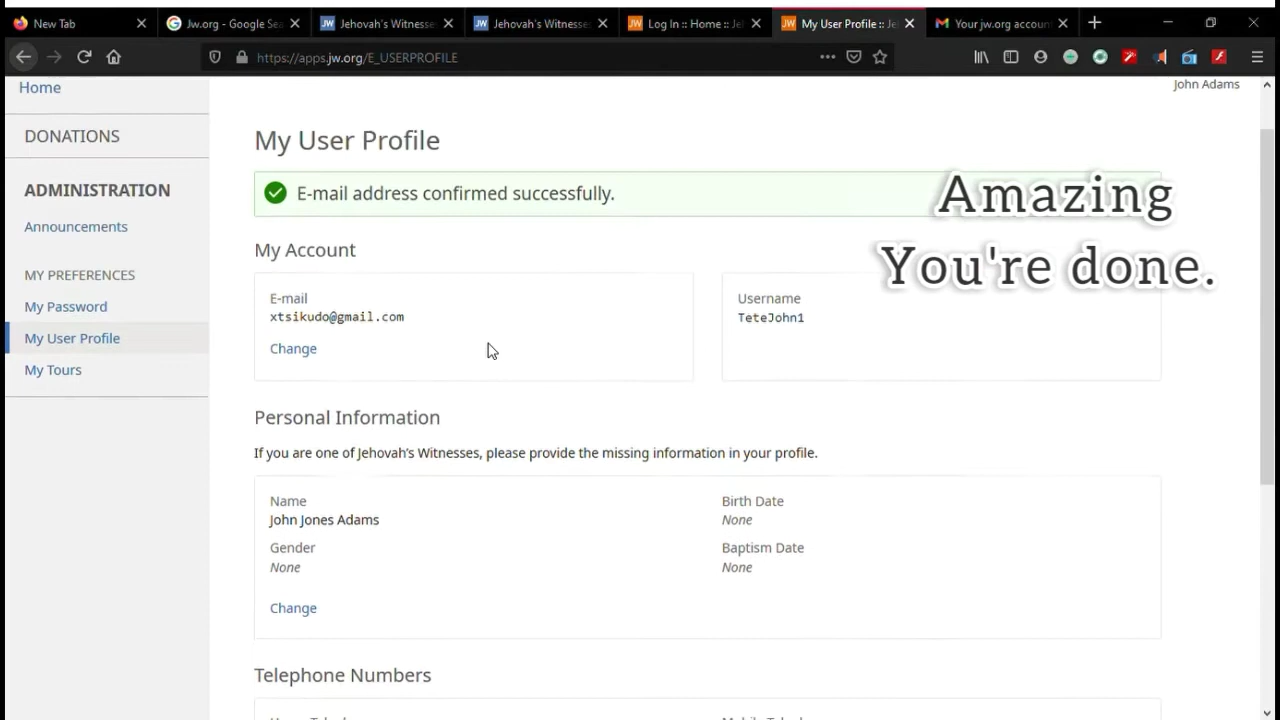 New Tab
Jw.org - Google Sea
Jehovah's Witnesse
Jehovah's Witnesse
Log In :: Home :: Je
My User Profile :: Je
Your jw.org accoun
https://apps.jw.org/E_USERPROFILE
Home
John Adams
DONATIONS
ADMINISTRATION
Announcements
MY PREFERENCES
My Password
My User Profile
My Tours
My User Profile
E-mail address confirmed successfully.
Amazing
You're done.
My Account
E-mail
xtsikudo@gmail.com
Change
Username
TeteJohn1
Personal Information
If you are one of Jehovah's Witnesses, please provide the missing information in your profile.
Name
John Jones Adams
Birth Date
None
Gender
None
Baptism Date
None
Change
Telephone Numbers